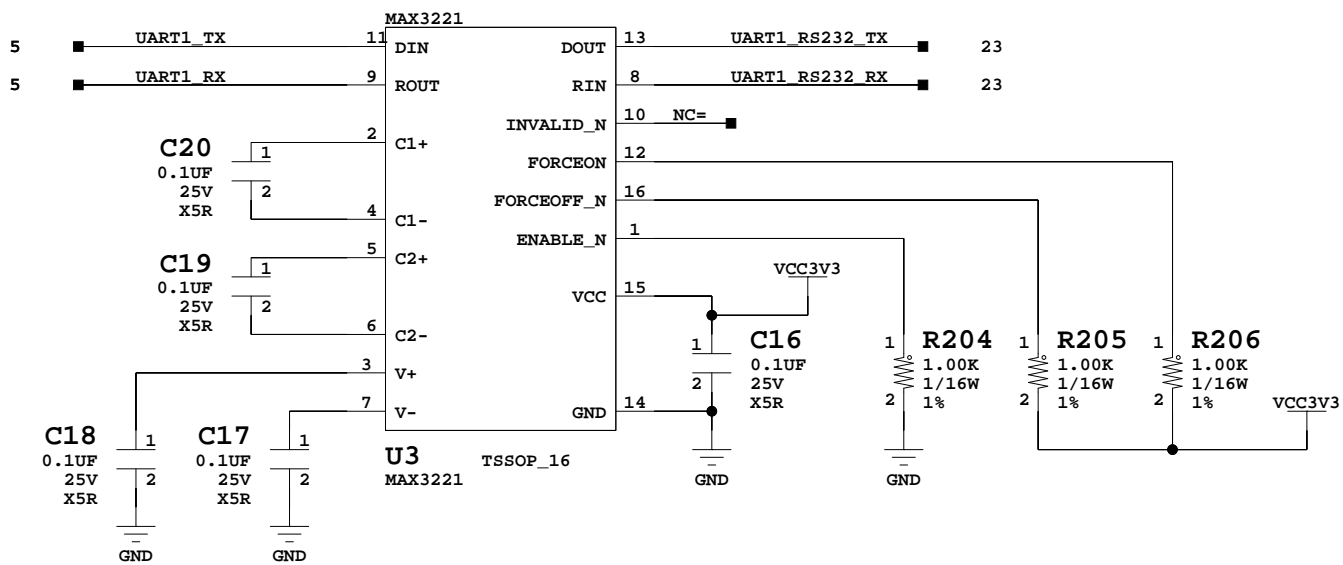 MAX3221
5 UART1_TX 11 DIN DOUT 13 UART1_RS232_TX 23
5 UART1_RX 9 ROUT RIN 8 UART1_RS232_RX 23
INVALID_N 10 NC=
2 C1+
FORCEON 12
C20 1
0.1UF
25V 2
X5R
FORCEOFF_N 16
4 C1-
ENABLE_N 1
5 C2+
C19 1
0.1UF
25V 2
X5R
VCC 15
VCC3V3
6 C2-
1 C16
0.1UF
2 25V
X5R
1 R204
1.00K
1/16W
2 1%
1 R205
1.00K
1/16W
2 1%
1 R206
1.00K
1/16W
2 1%
VCC3V3
3 V+
7 V-
GND 14
C18 1
0.1UF
25V 2
X5R
C17 1
0.1UF
25V 2
X5R
U3 TSSOP_16
MAX3221
GND
GND
GND
GND